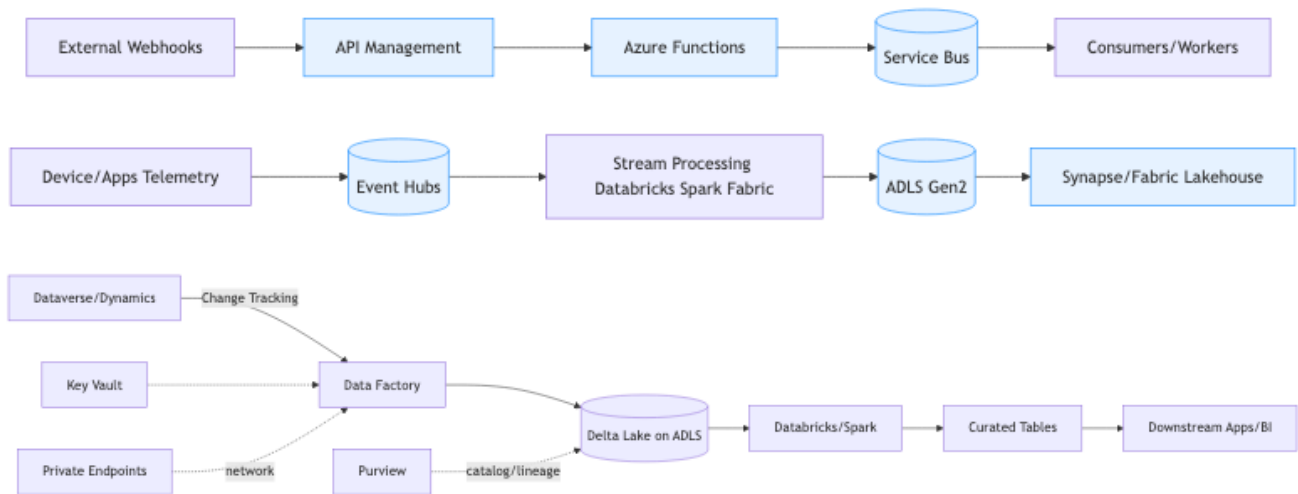 External Webhooks
API Management
Azure Functions
Service Bus
Consumers/Workers
Device/Apps Telemetry
Event Hubs
Stream Processing
Databricks Spark Fabric
ADLS Gen2
Synapse/Fabric Lakehouse
Dataverse/Dynamics
Change Tracking
Key Vault
Data Factory
Private Endpoints
network
Purview
catalog/lineage
Delta Lake on ADLS
Databricks/Spark
Curated Tables
Downstream Apps/BI